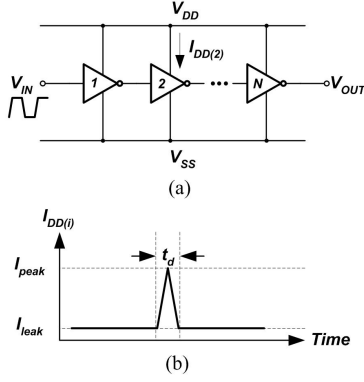 V_DD
I_DD(2)
V_IN
1
2
N
V_OUT
V_SS
(a)
I_DD(i)
t_d
I_peak
I_leak
Time
(b)